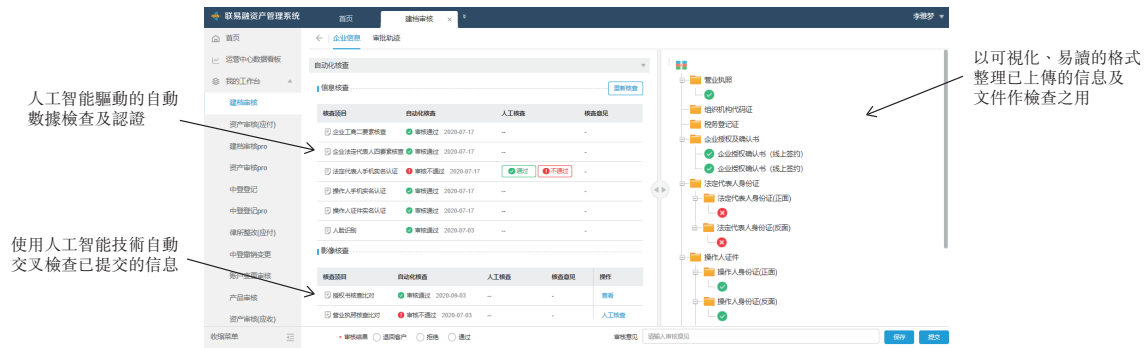 联易融资产管理系统
首页
建档审核 ×
李雅梦
首页
运营中心数据看板
我的工作台
建档审核
资产审核(应付)
建档审核pro
资产审核pro
中登登记
中登登记pro
律所整改(应付)
中登撤销变更
账户变更审核
产品审核
资产审核(应收)
收缩菜单
企业信息 审批轨迹
自动化核查
信息核查
重新核查
核查项目 自动化核查 人工核查 核查意见
企业工商二要素核查 审核通过 2020-07-17 -- -
企业法定代表人四要素核查 审核通过 2020-07-17 -- -
法定代表人手机实名认证 审核不通过 2020-07-17 通过 不通过 -
操作人手机实名认证 审核通过 2020-07-17 -- -
操作人证件实名认证 审核通过 2020-07-17 -- -
人脸识别 审核通过 2020-07-03 -- -
影像核查
核查项目 自动化核查 人工核查 核查意见 操作
授权书核查比对 审核通过 2020-09-03 -- - 查看
营业执照核查比对 审核不通过 2020-07-03 -- - 人工核查
* 审核结果 退回客户 拒绝 通过
审核意见 请输入审核意见
保存 提交
营业执照
组织机构代码证
税务登记证
企业授权及确认书
企业授权确认书 (线上签约)
企业授权确认书 (线上签约)
法定代表人身份证
法定代表人身份证(正面)
法定代表人身份证(反面)
操作人证件
操作人身份证(正面)
操作人身份证(反面)
人工智能驅動的自動
數據檢查及認證
使用人工智能技術自動
交叉檢查已提交的信息
以可視化、易讀的格式
整理已上傳的信息及
文件作檢查之用